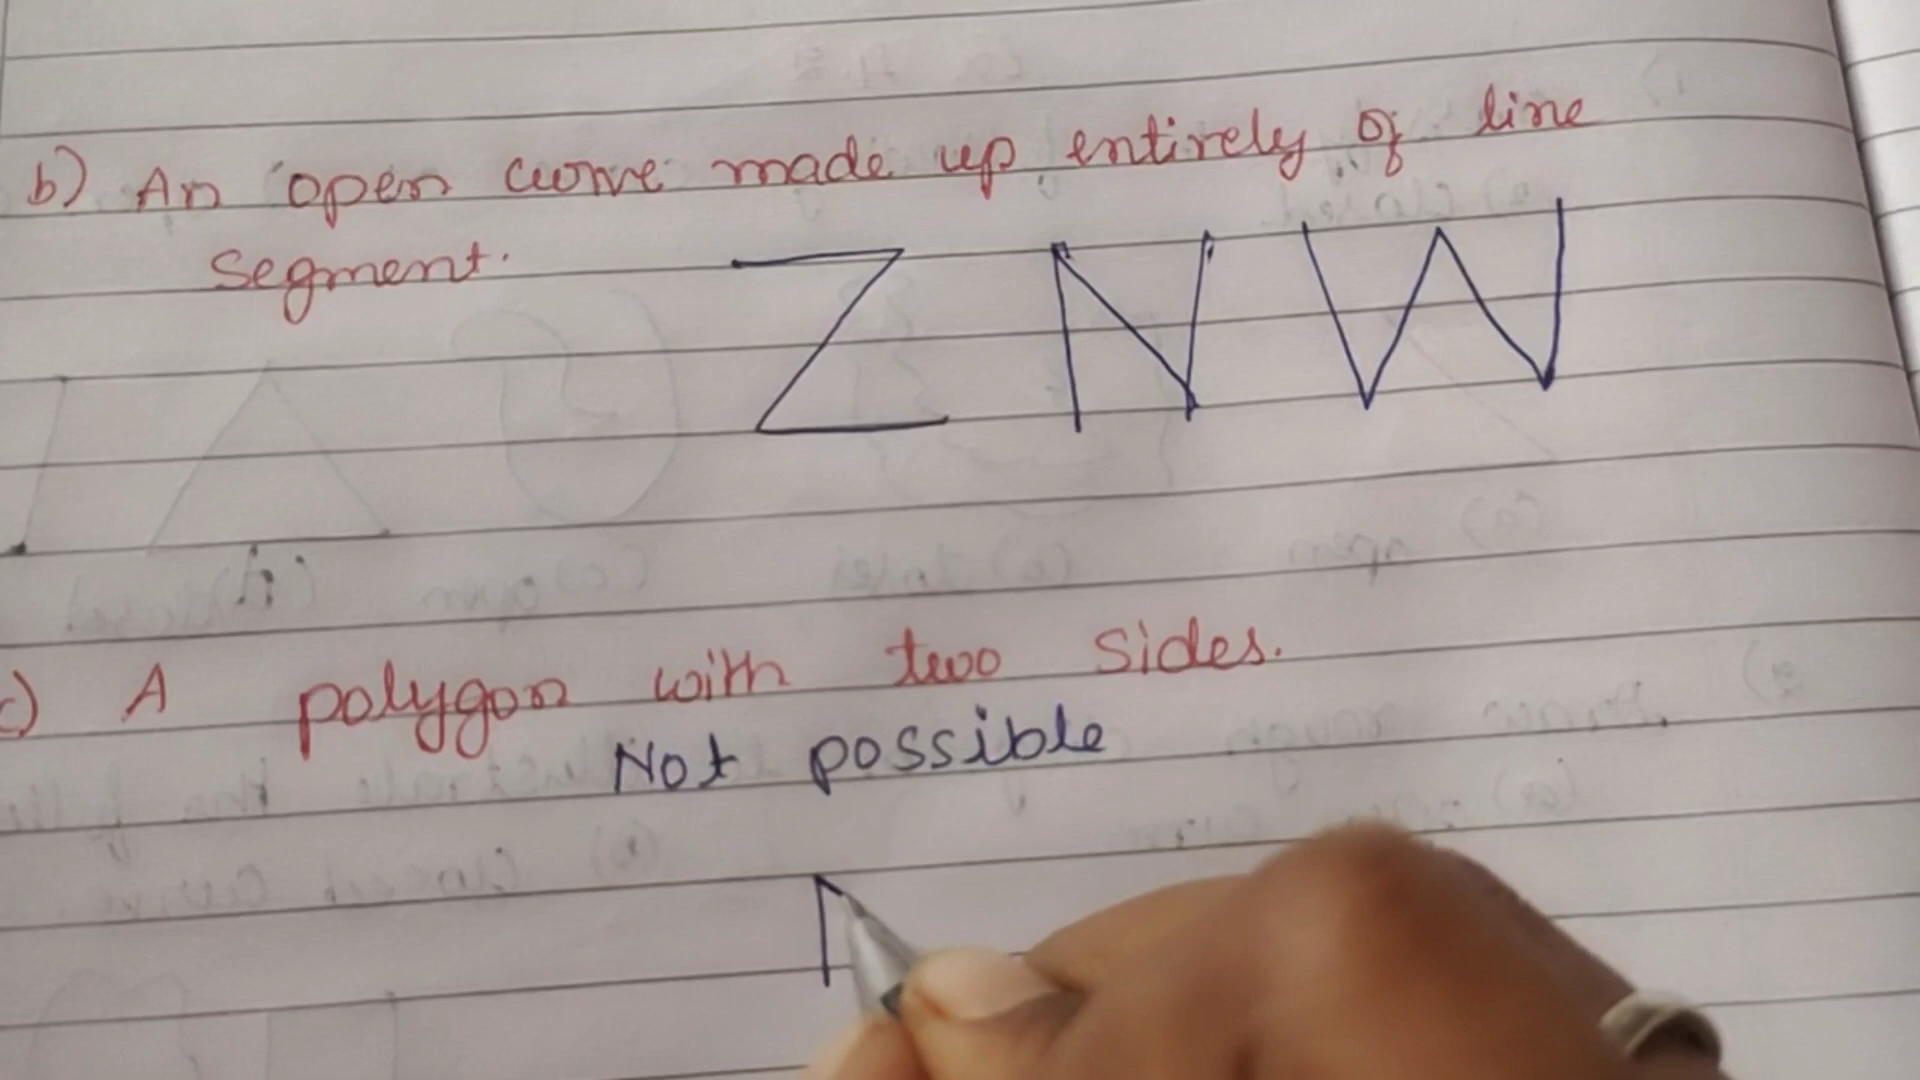 b) An open curve made up entirely of line
segment.
Z N W
c) A polygon with two sides.
Not possible